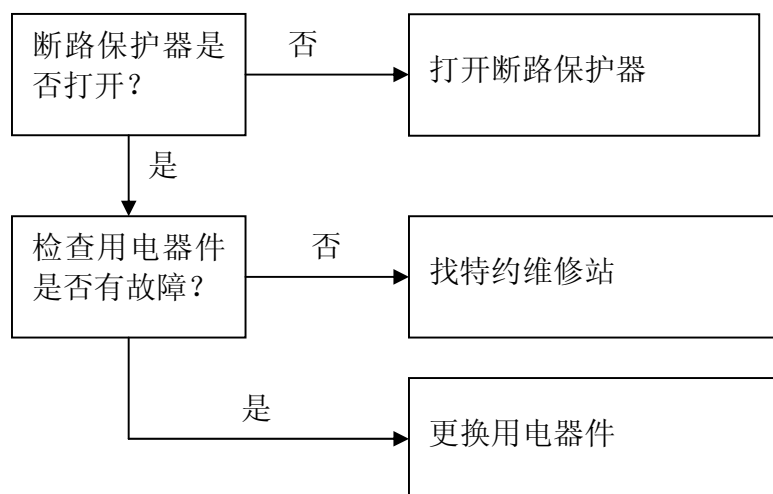 断路保护器是
否打开？
否
打开断路保护器
是
检查用电器件
是否有故障？
否
找特约维修站
是
更换用电器件